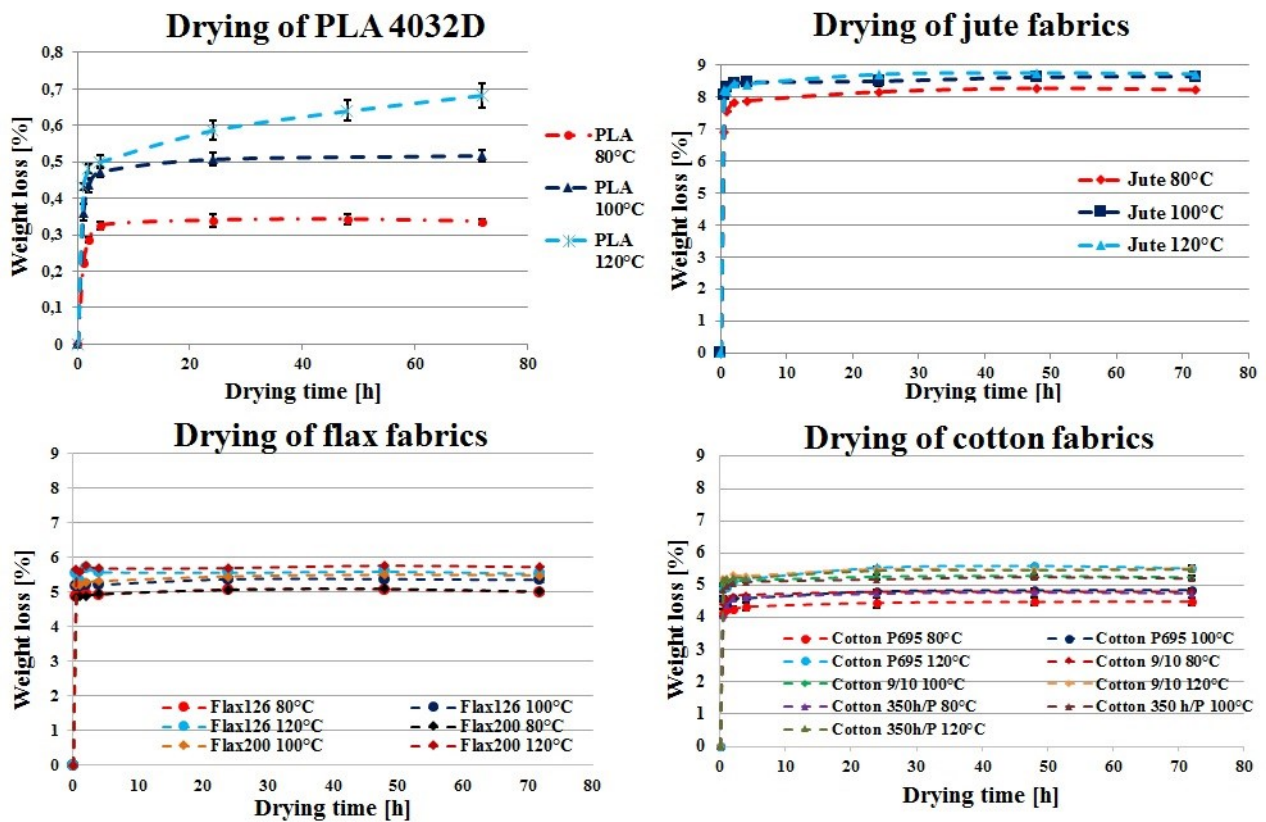 Drying of PLA 4032D
0,8
0,7
0,6
0,5
0,4
0,3
0,2
0,1
0
0 20 40 60 80
Weight loss [%]
Drying time [h]
PLA
80°C
PLA
100°C
PLA
120°C
Drying of jute fabrics
9
8
7
6
5
4
3
2
1
0
0 10 20 30 40 50 60 70 80
Weight loss [%]
Drying time [h]
Jute 80°C
Jute 100°C
Jute 120°C
Drying of flax fabrics
9
8
7
6
5
4
3
2
1
0
0 10 20 30 40 50 60 70 80
Weight loss [%]
Drying time [h]
Flax126 80°C Flax126 100°C
Flax126 120°C Flax200 80°C
Flax200 100°C Flax200 120°C
Drying of cotton fabrics
9
8
7
6
5
4
3
2
1
0
0 10 20 30 40 50 60 70 80
Weight loss [%]
Drying time [h]
Cotton P695 80°C Cotton P695 100°C
Cotton P695 120°C Cotton 9/10 80°C
Cotton 9/10 100°C Cotton 9/10 120°C
Cotton 350h/P 80°C Cotton 350 h/P 100°C
Cotton 350h/P 120°C